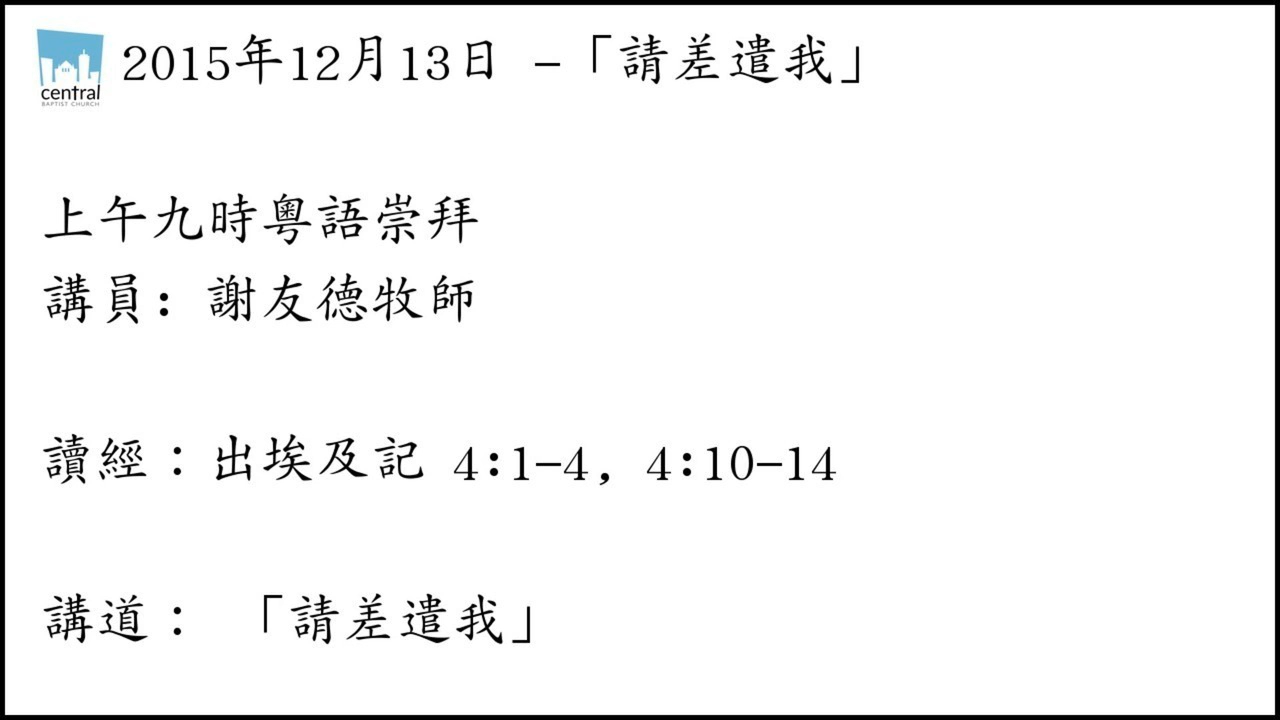 central
BAPTIST CHURCH
2015年12月13日 –「請差遣我」
上午九時粵語崇拜
講員: 謝友德牧師
讀經：出埃及記 4:1–4, 4:10–14
講道： 「請差遣我」